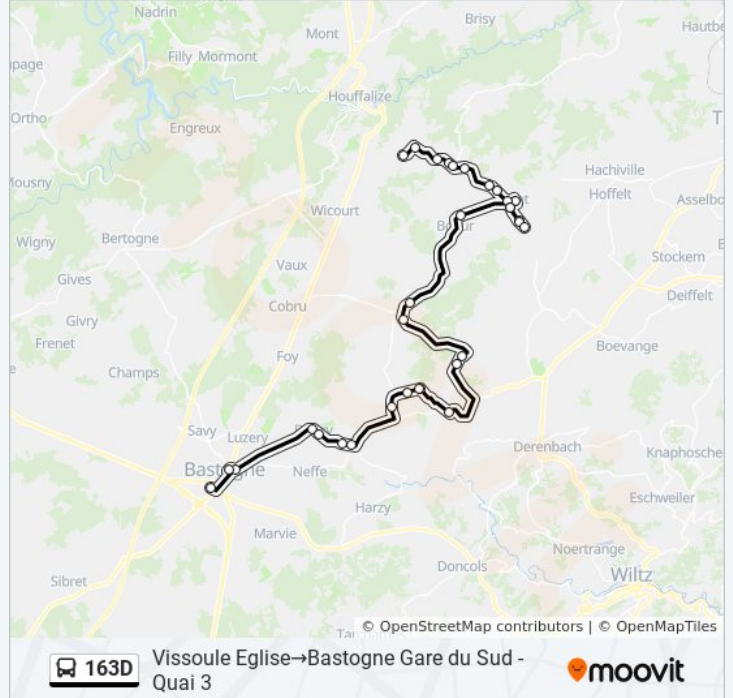 Nadrin
Brisy
Mont
Hautbe
Filly Mormont
npage
Houffalize
Ortho
Engreux
T
Hachiville
Mousny
Hoffelt
Asselbo
Wicourt
Wigny
Bertogne
Stockem
Vaux
Gives
Deiffelt
Cobru
Givry
Frenet
Boevange
Foy
Champs
Savy
Luzery
Derenbach
Knaphosche
Bastogne
Neffe
Eschweiler
Harzy
Marvie
Noertrange
Doncols
Wiltz
Sibret
© OpenStreetMap contributors | © OpenMapTiles
163D
Vissoule Eglise→Bastogne Gare du Sud -
Quai 3
moovit